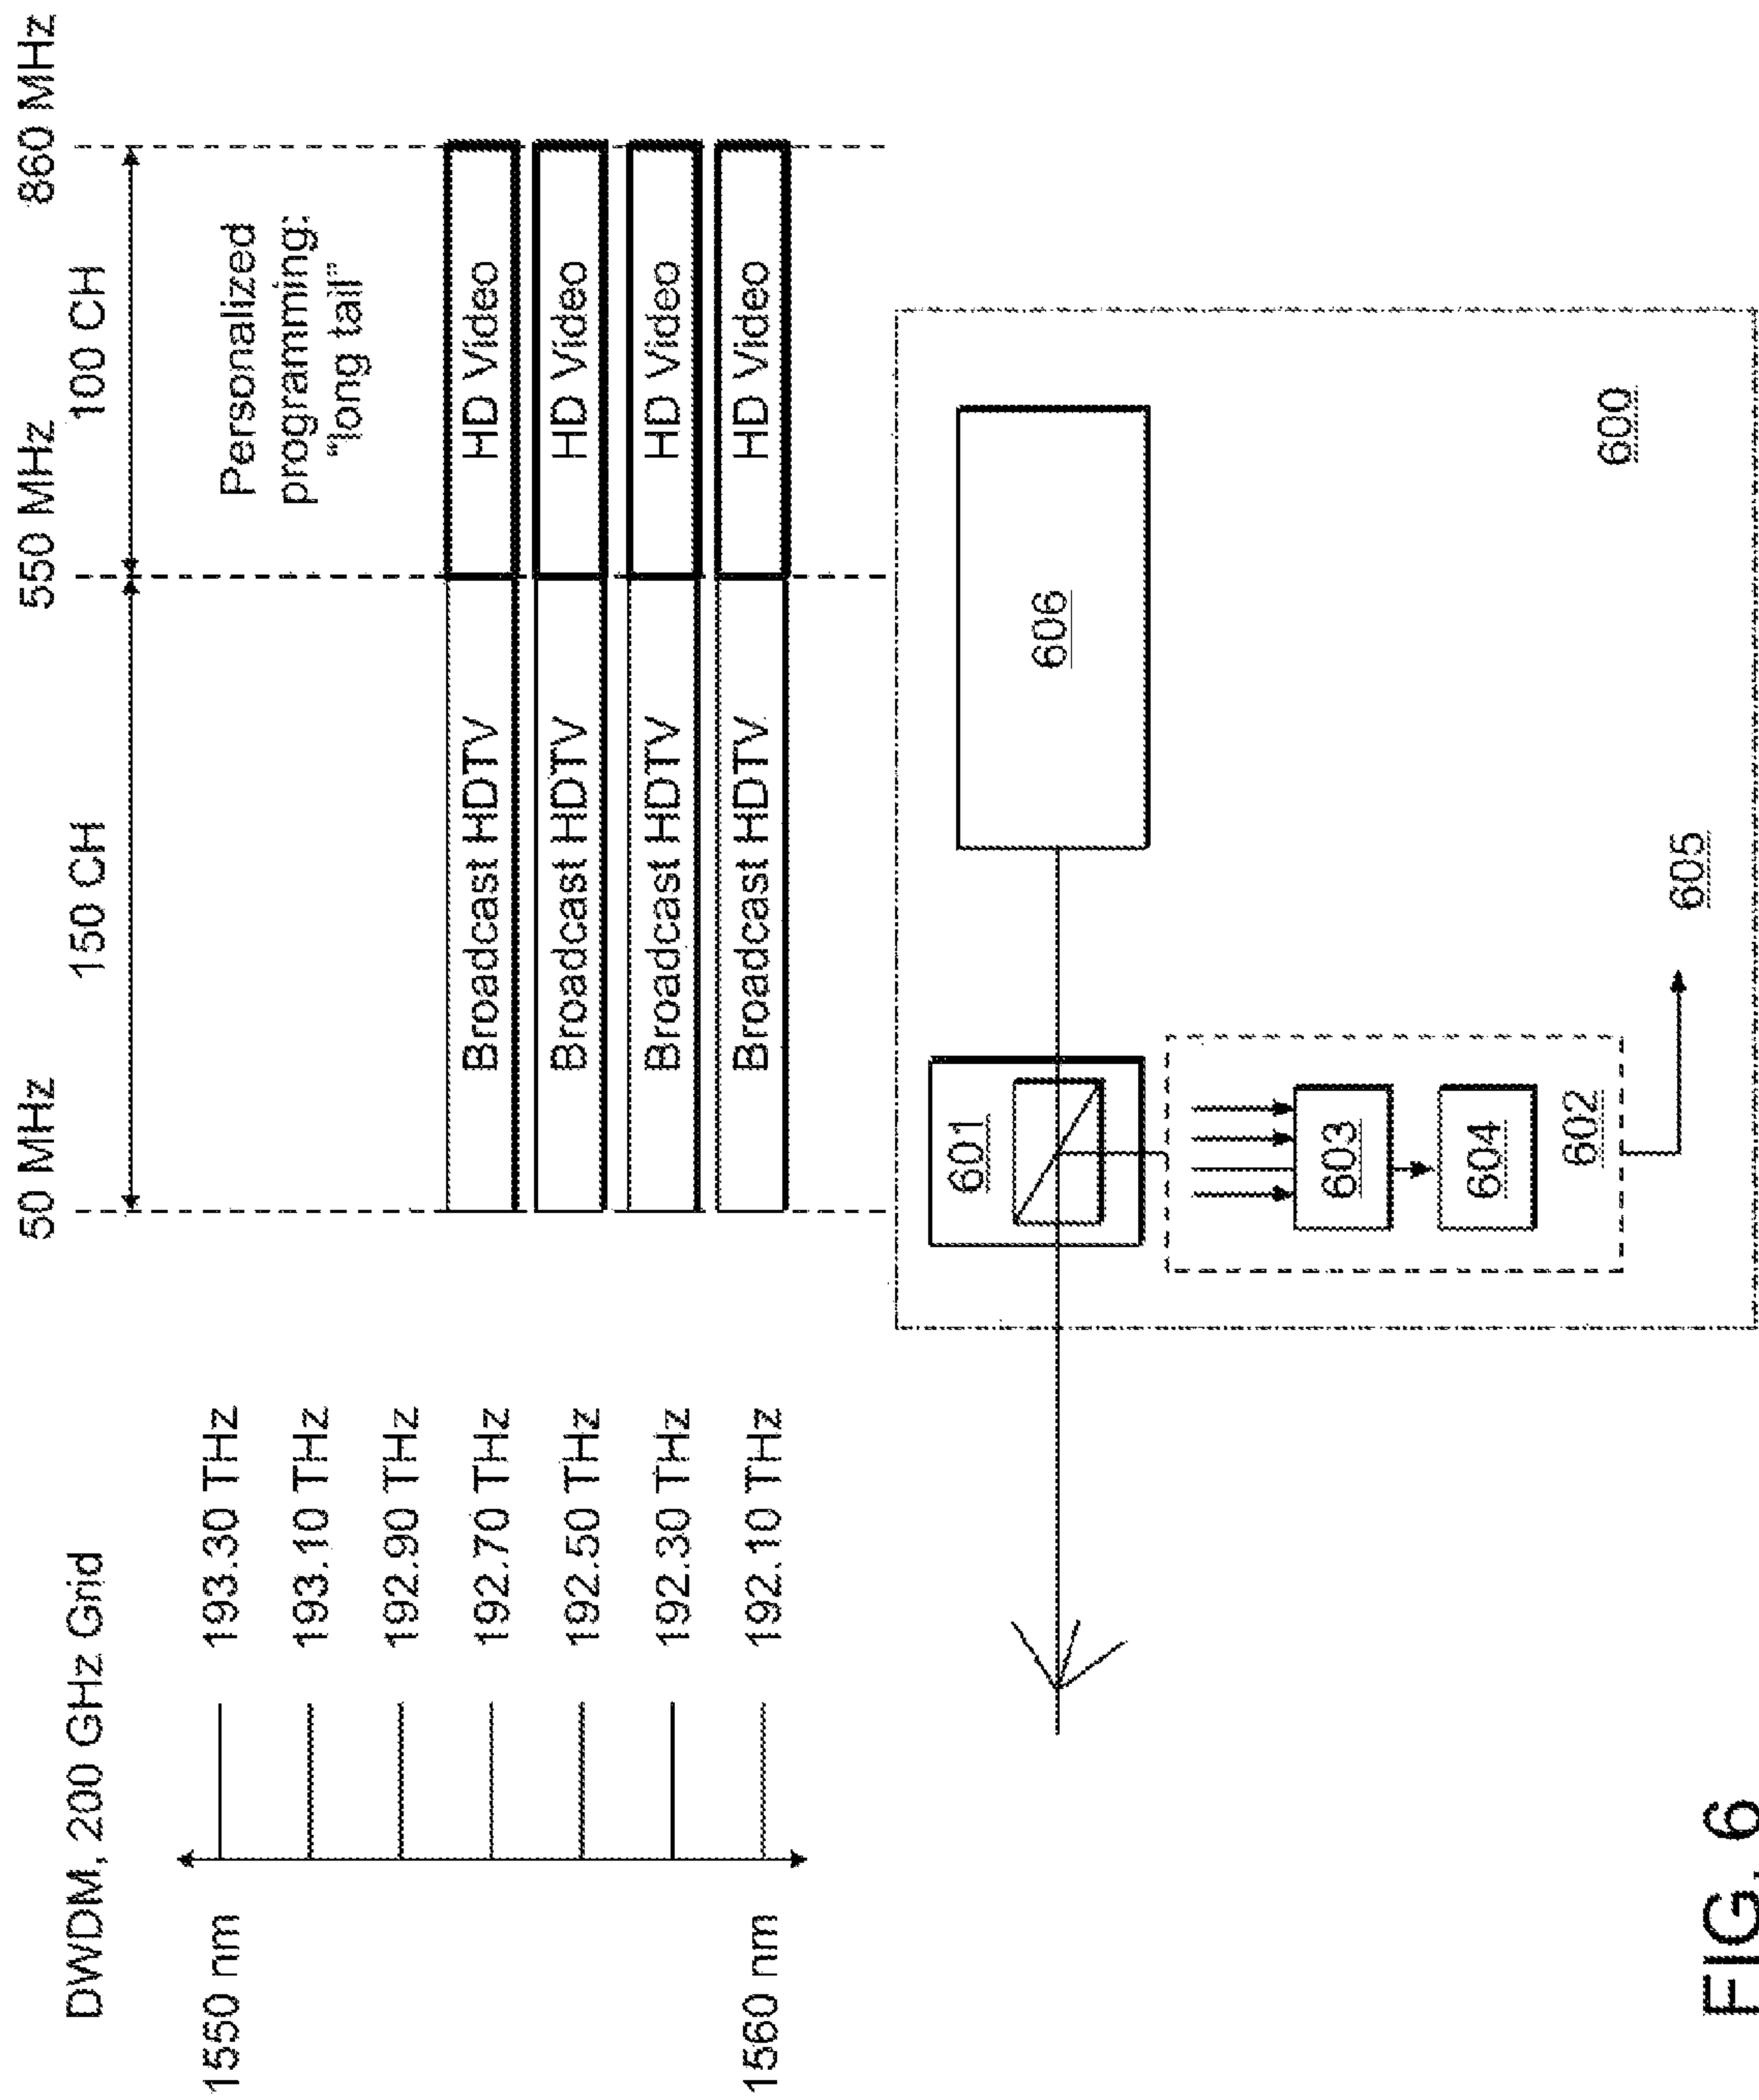 50 MHz
550 MHz
860 MHz
150 CH
100 CH
DWDM, 200 GHz Grid
Personalized
programming:
"long tail"
1550 nm
193.30 THz
193.10 THz
192.90 THz
192.70 THz
192.50 THz
192.30 THz
192.10 THz
1560 nm
Broadcast HDTV
HD Video
Broadcast HDTV
HD Video
Broadcast HDTV
HD Video
Broadcast HDTV
HD Video
601
606
603
604
602
605
600
FIG. 6